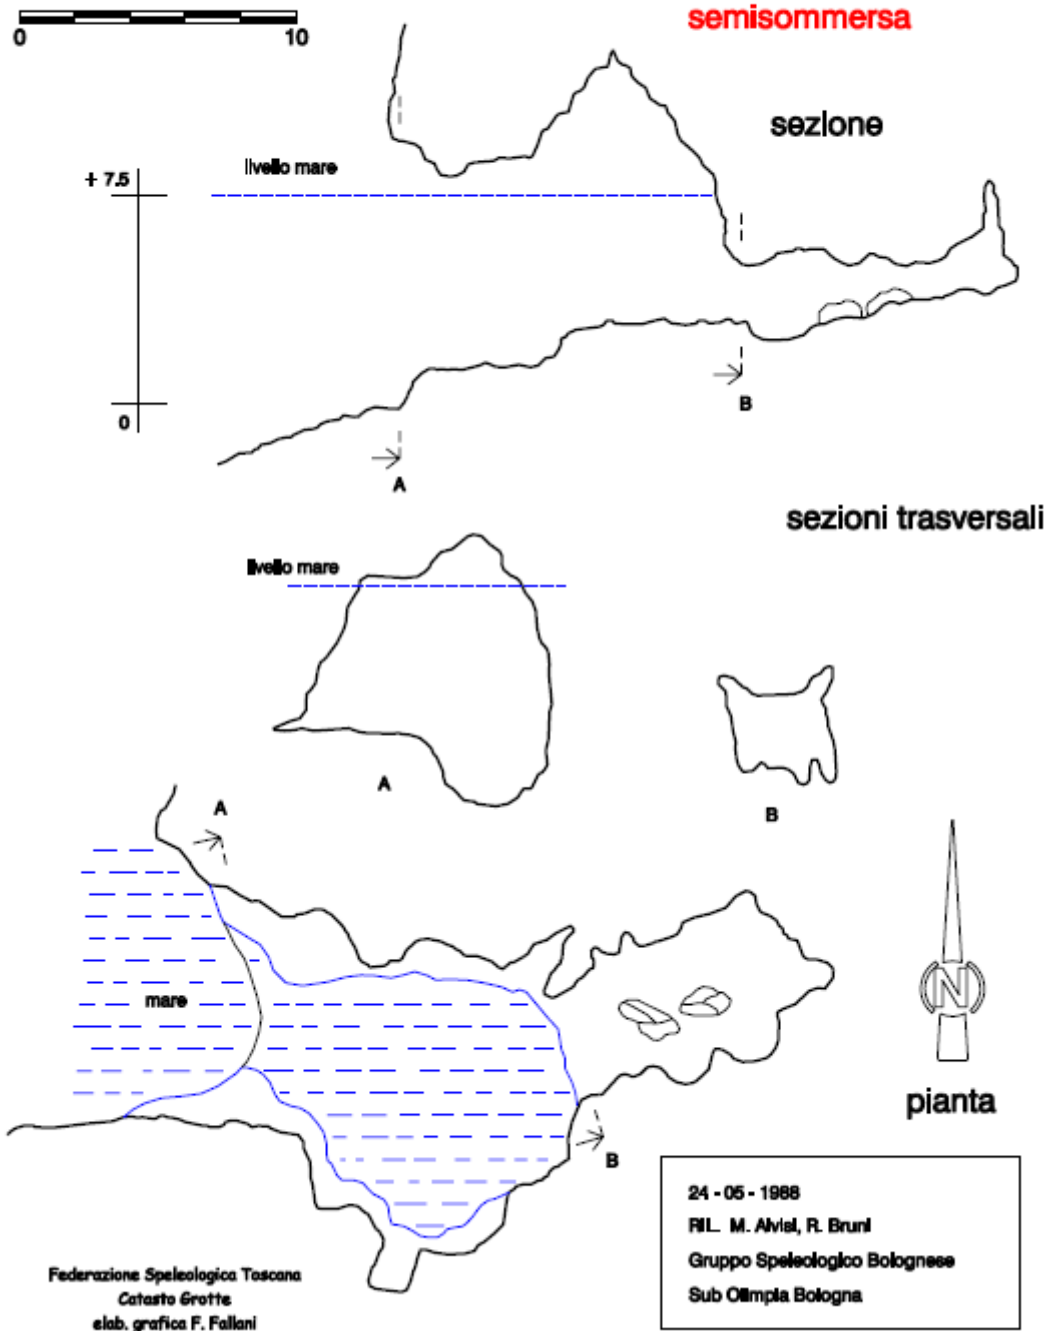 semisommersa
0 10
sezione
livello mare
+ 7.5
0
B
A
sezioni trasversali
livello mare
A
B
A
mare
N
pianta
B
24 - 05 - 1988
Ril. M. Alvisi, R. Bruni
Gruppo Speleologico Bolognese
Sub Olimpia Bologna
Federazione Speleologica Toscana
Catasto Grotte
elab. grafica F. Fallani